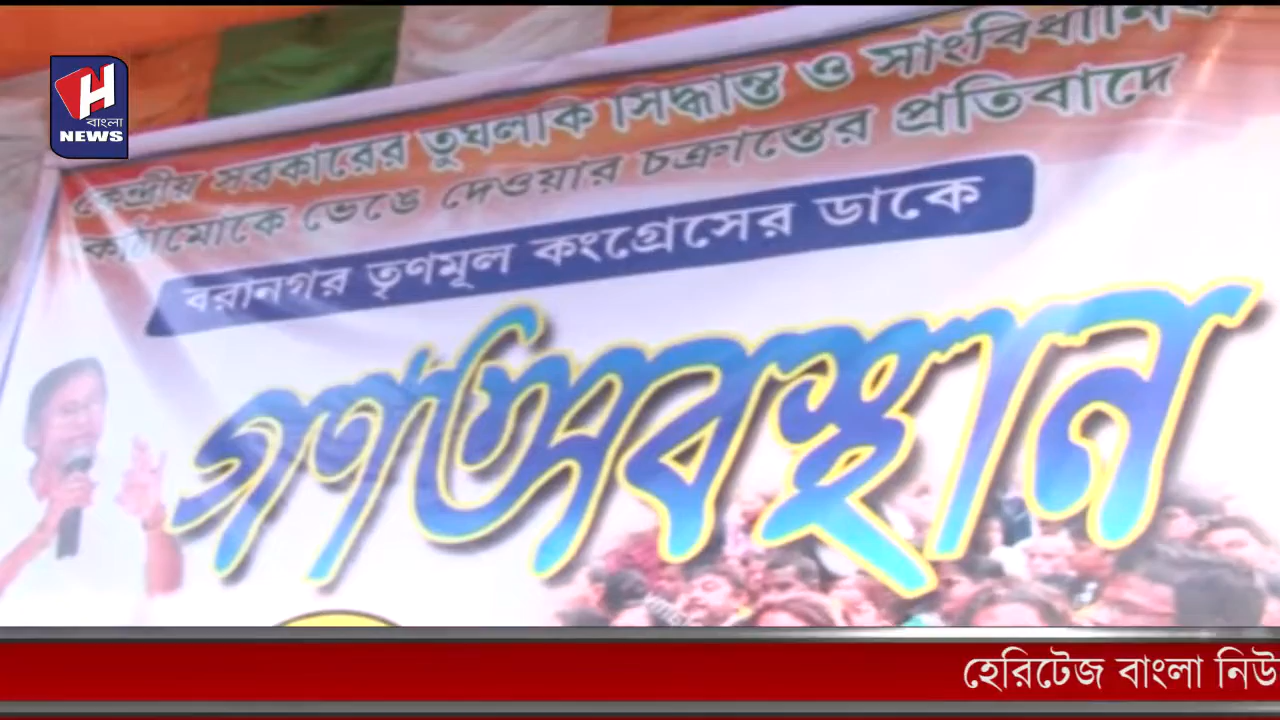 H
বাংলা
NEWS
কেন্দ্রীয় সরকারের তুঘলকি সিদ্ধান্ত ও
কাঠামোকে ভেঙে দেওয়ার চক্রান্তের প্রতিবাদে
বরানগর তৃণমূল কংগ্রেসের ডাকে
গণঅবস্থান
হেরিটেজ বাংলা নিউ